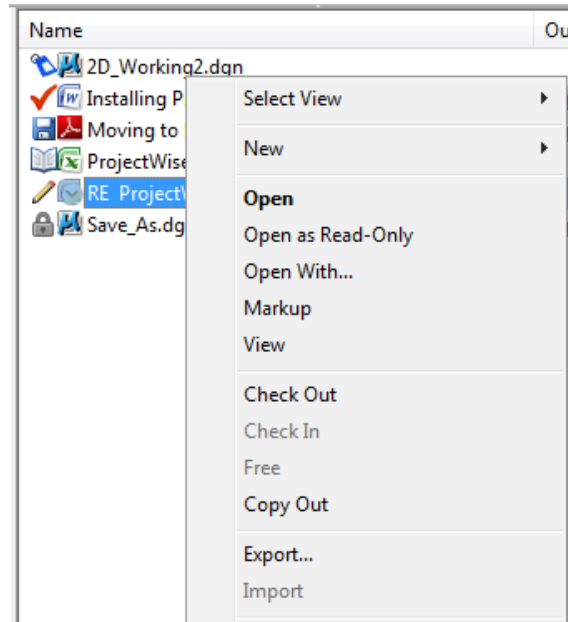 Name Ou
2D_Working2.dgn
Installing P
Moving to
ProjectWise
RE ProjectW
Save_As.dg
Select View
New
Open
Open as Read-Only
Open With...
Markup
View
Check Out
Check In
Free
Copy Out
Export...
Import